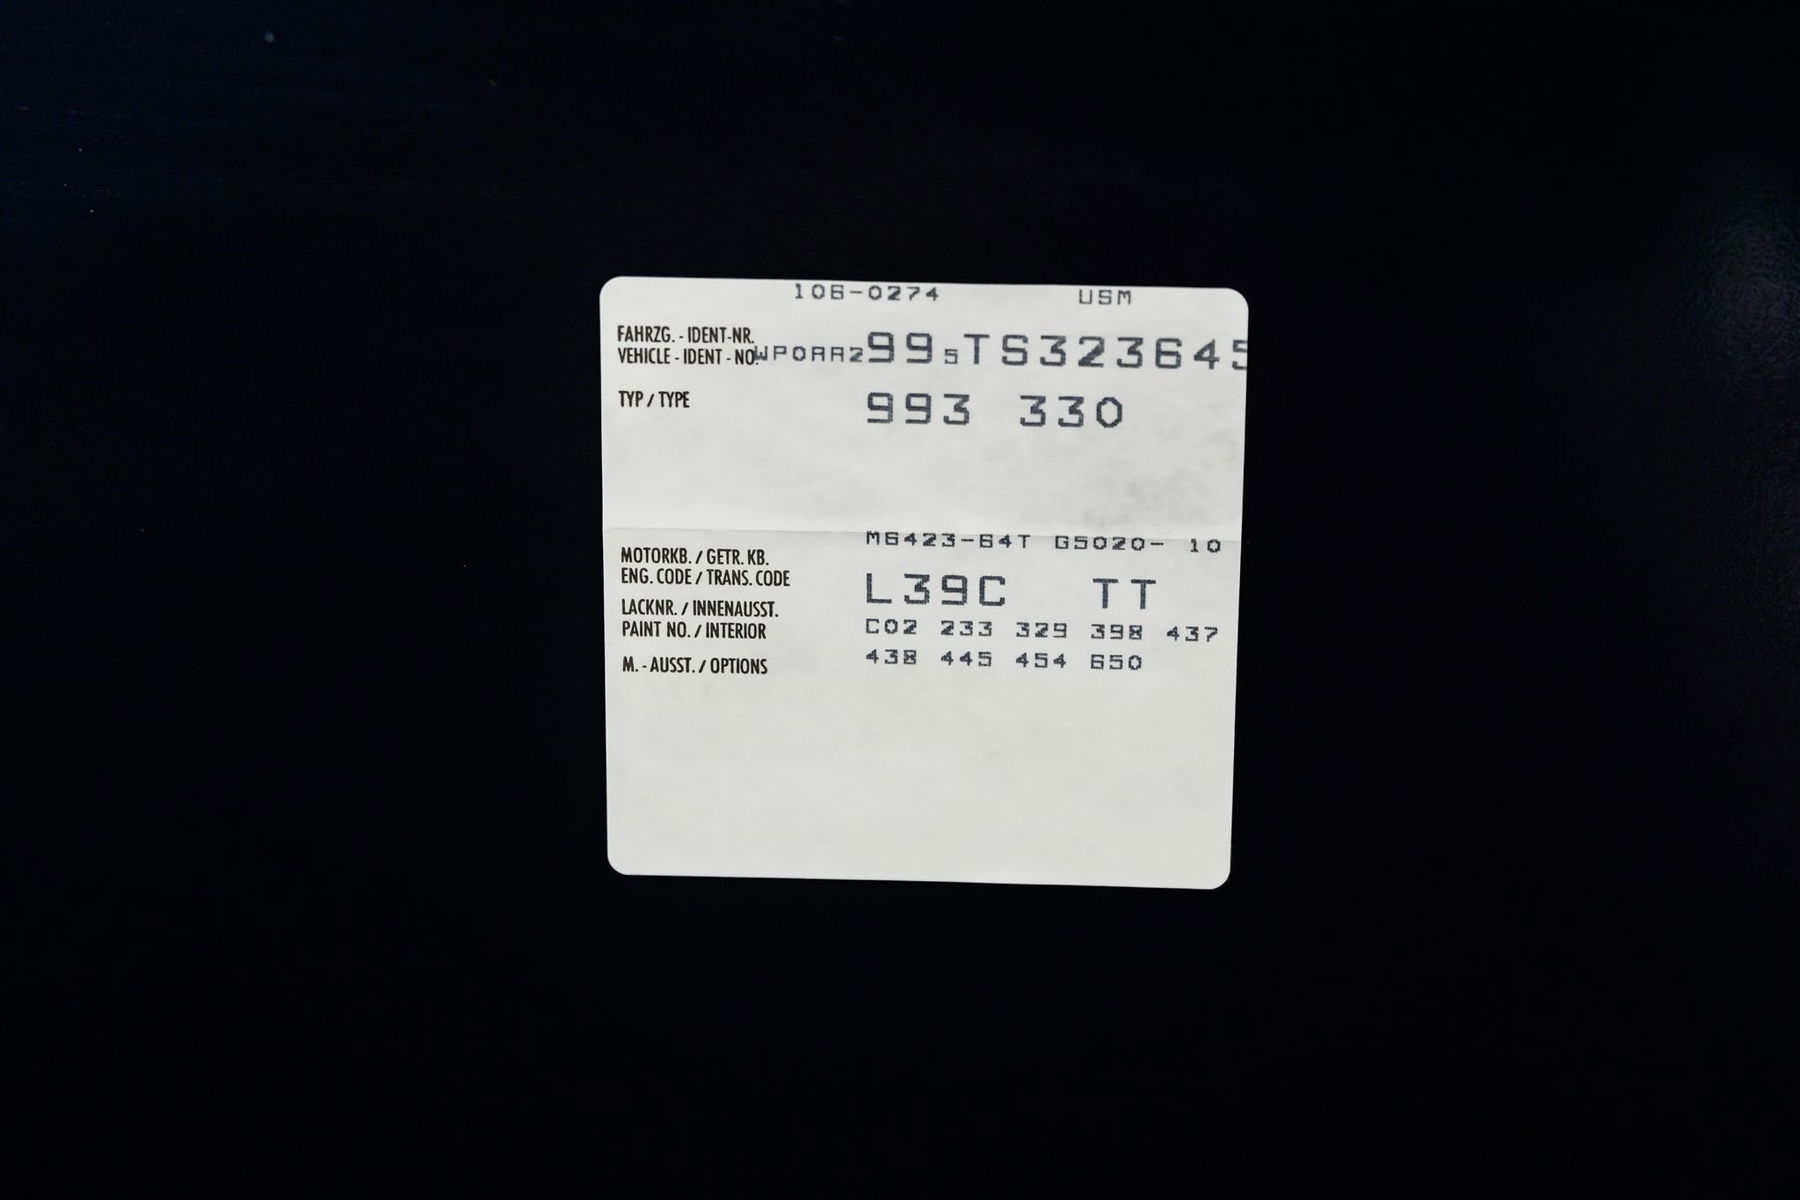 106-0274 USM
FAHRZG. - IDENT-NR.
VEHICLE - IDENT - NO. WP0AA2995TS323645
TYP / TYPE 993 330
M6423-64T G5020- 10
MOTORKB. / GETR. KB.
ENG. CODE / TRANS. CODE
L39C TT
LACKNR. / INNENAUSST.
PAINT NO. / INTERIOR
C02 233 329 398 437
M. - AUSST. / OPTIONS
438 445 454 650